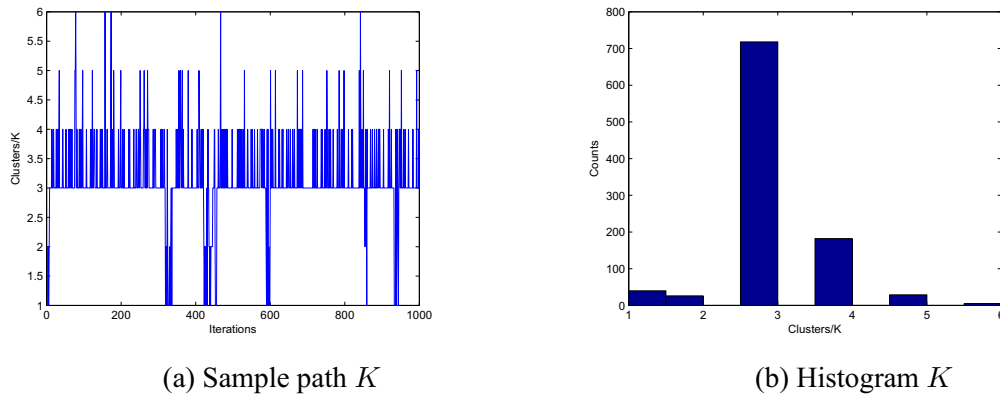 6
5.5
5
4.5
4
3.5
3
2.5
2
1.5
1
Clusters/K
0 200 400 600 800 1000
Iterations
(a) Sample path K
800
700
600
500
400
300
200
100
0
Counts
1 2 3 4 5 6
Clusters/K
(b) Histogram K